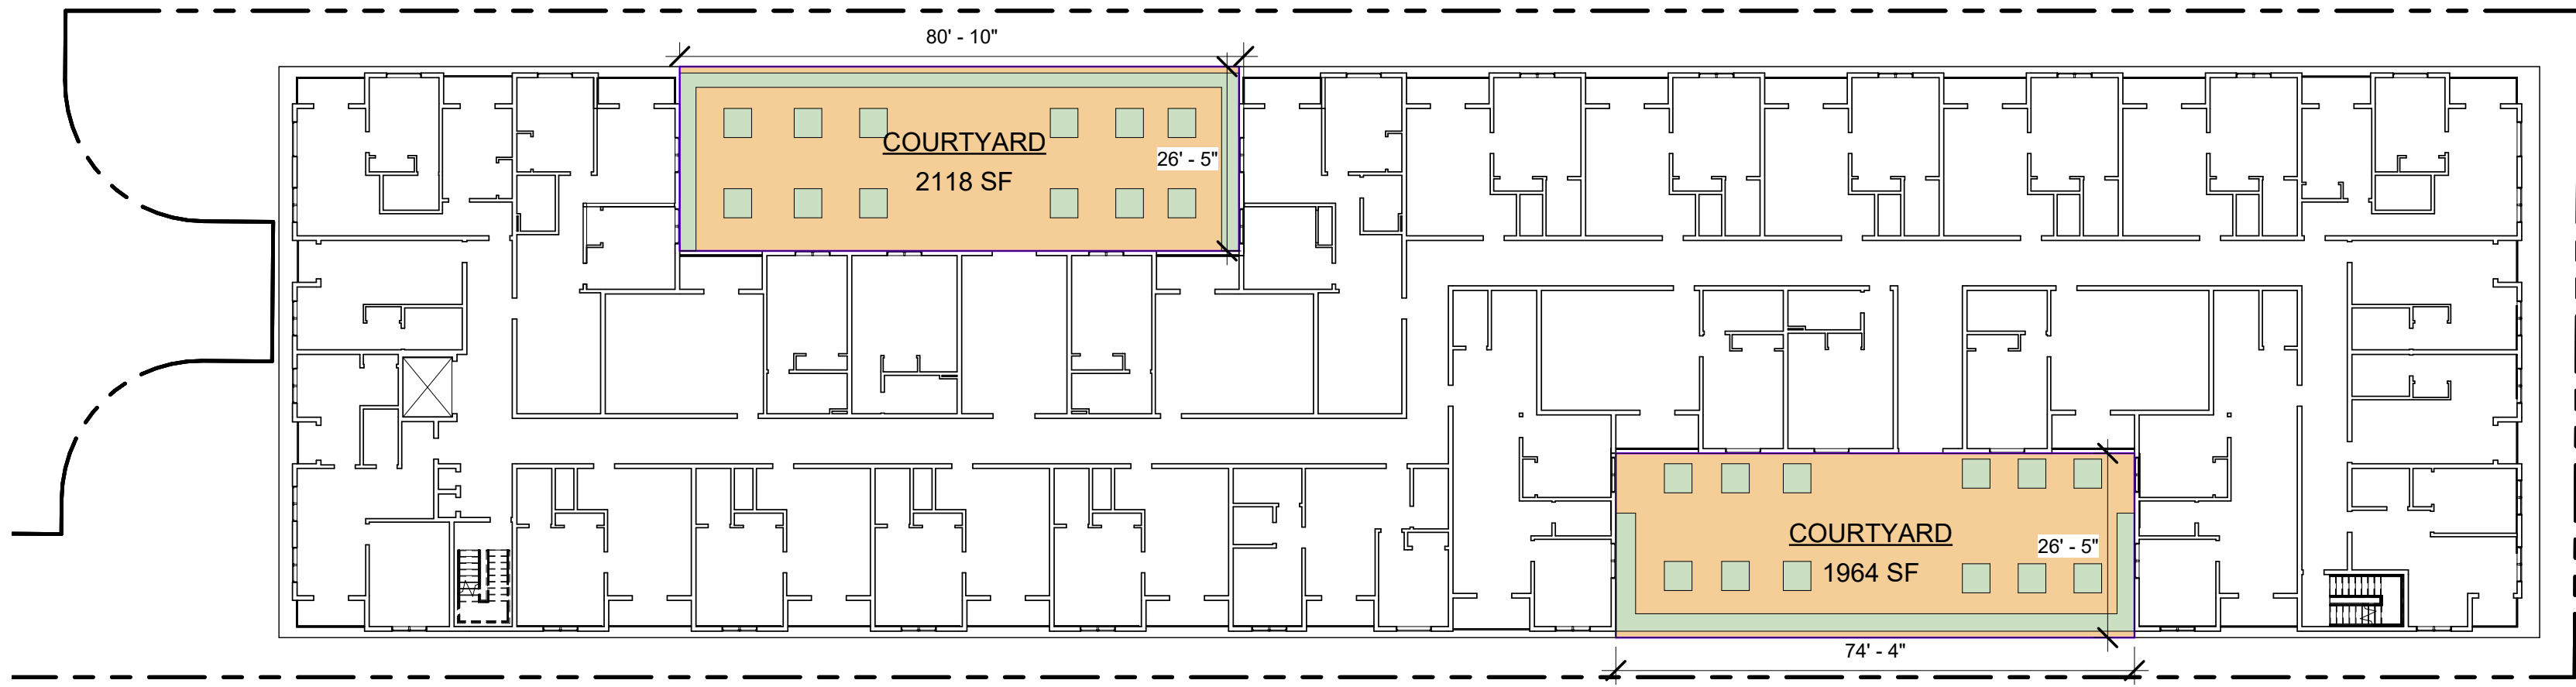 80' - 10"
COURTYARD
26' - 5"
2118 SF
COURTYARD
26' - 5"
1964 SF
74' - 4"